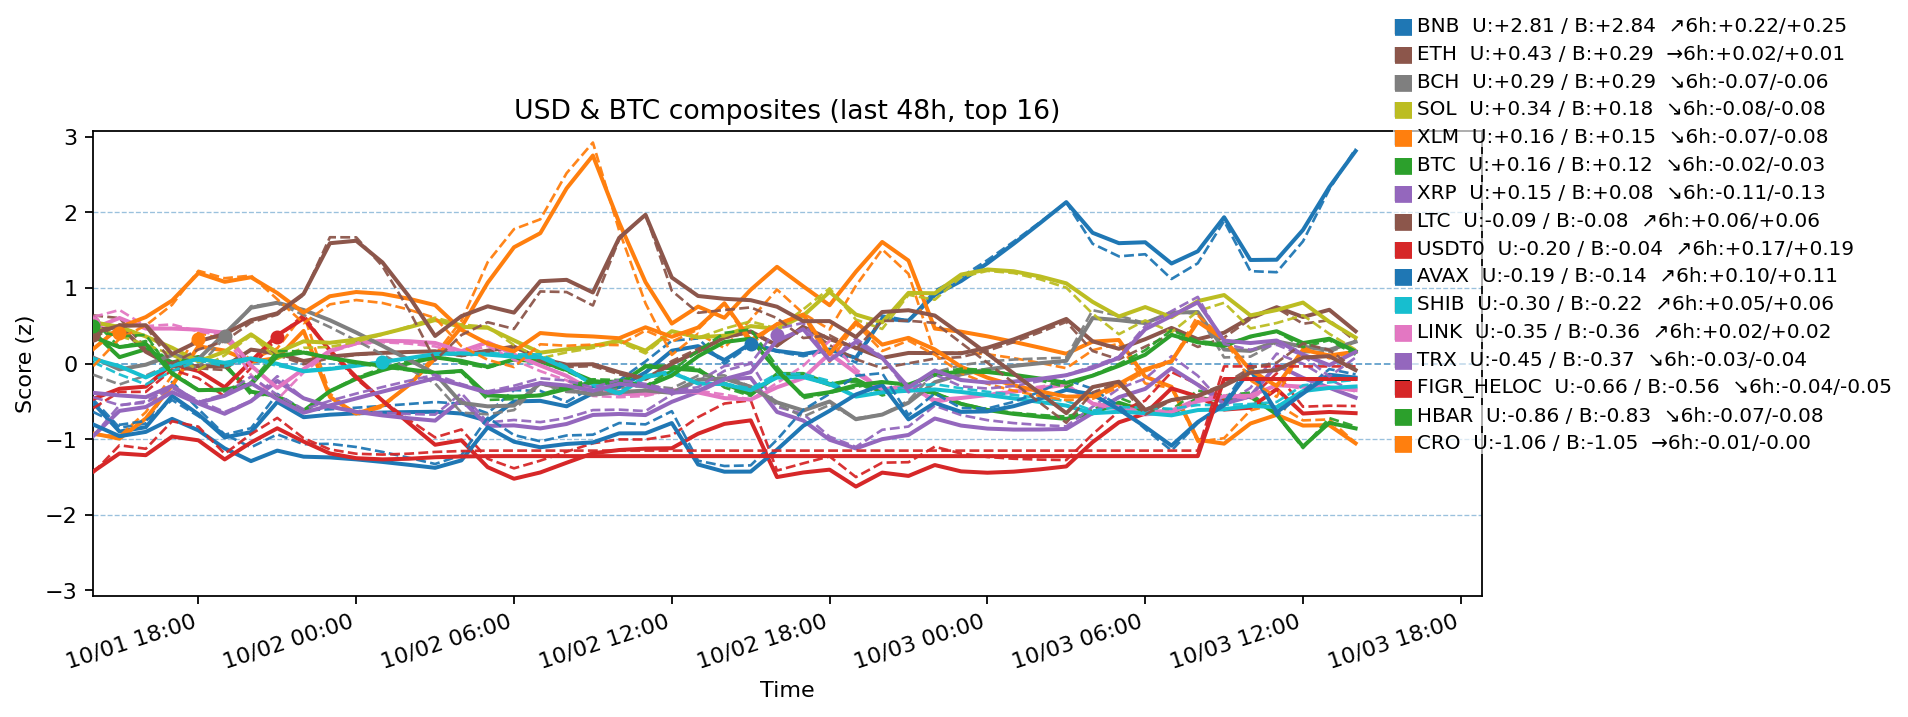 BNB  U:+2.81 / B:+2.84  ↗6h:+0.22/+0.25
ETH  U:+0.43 / B:+0.29  →6h:+0.02/+0.01
BCH  U:+0.29 / B:+0.29  ↘6h:-0.07/-0.06
SOL  U:+0.34 / B:+0.18  ↘6h:-0.08/-0.08
XLM  U:+0.16 / B:+0.15  ↘6h:-0.07/-0.08
BTC  U:+0.16 / B:+0.12  ↘6h:-0.02/-0.03
XRP  U:+0.15 / B:+0.08  ↘6h:-0.11/-0.13
LTC  U:-0.09 / B:-0.08  ↗6h:+0.06/+0.06
USDT0  U:-0.20 / B:-0.04  ↗6h:+0.17/+0.19
AVAX  U:-0.19 / B:-0.14  ↗6h:+0.10/+0.11
SHIB  U:-0.30 / B:-0.22  ↗6h:+0.05/+0.06
LINK  U:-0.35 / B:-0.36  ↗6h:+0.02/+0.02
TRX  U:-0.45 / B:-0.37  ↘6h:-0.03/-0.04
FIGR_HELOC  U:-0.66 / B:-0.56  ↘6h:-0.04/-0.05
HBAR  U:-0.86 / B:-0.83  ↘6h:-0.07/-0.08
CRO  U:-1.06 / B:-1.05  →6h:-0.01/-0.00
USD & BTC composites (last 48h, top 16)
Score (z)
3
2
1
0
−1
−2
−3
10/01 18:00
10/02 00:00
10/02 06:00
10/02 12:00
10/02 18:00
10/03 00:00
10/03 06:00
10/03 12:00
10/03 18:00
Time